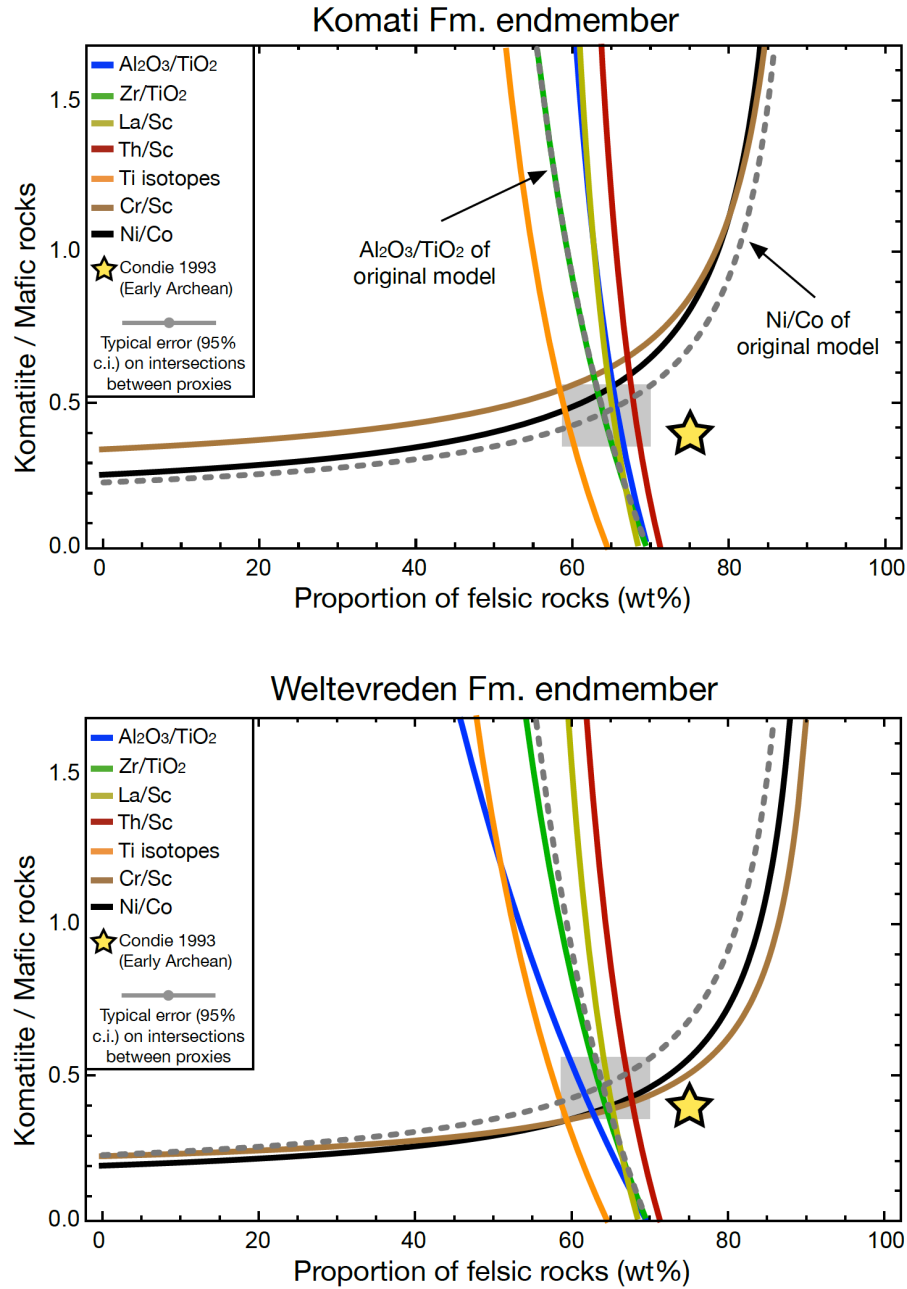 Komati Fm. endmember
Al2O3/TiO2
Zr/TiO2
La/Sc
Th/Sc
Ti isotopes
Cr/Sc
Ni/Co
Condie 1993
(Early Archean)
Typical error (95%
c.i.) on intersections
between proxies
Al2O3/TiO2 of
original model
Ni/Co of
original model
1.5
1.0
0.5
0.0
Komatiite / Mafic rocks
0 20 40 60 80 100
Proportion of felsic rocks (wt%)
Weltevreden Fm. endmember
Al2O3/TiO2
Zr/TiO2
La/Sc
Th/Sc
Ti isotopes
Cr/Sc
Ni/Co
Condie 1993
(Early Archean)
Typical error (95%
c.i.) on intersections
between proxies
1.5
1.0
0.5
0.0
Komatiite / Mafic rocks
0 20 40 60 80 100
Proportion of felsic rocks (wt%)